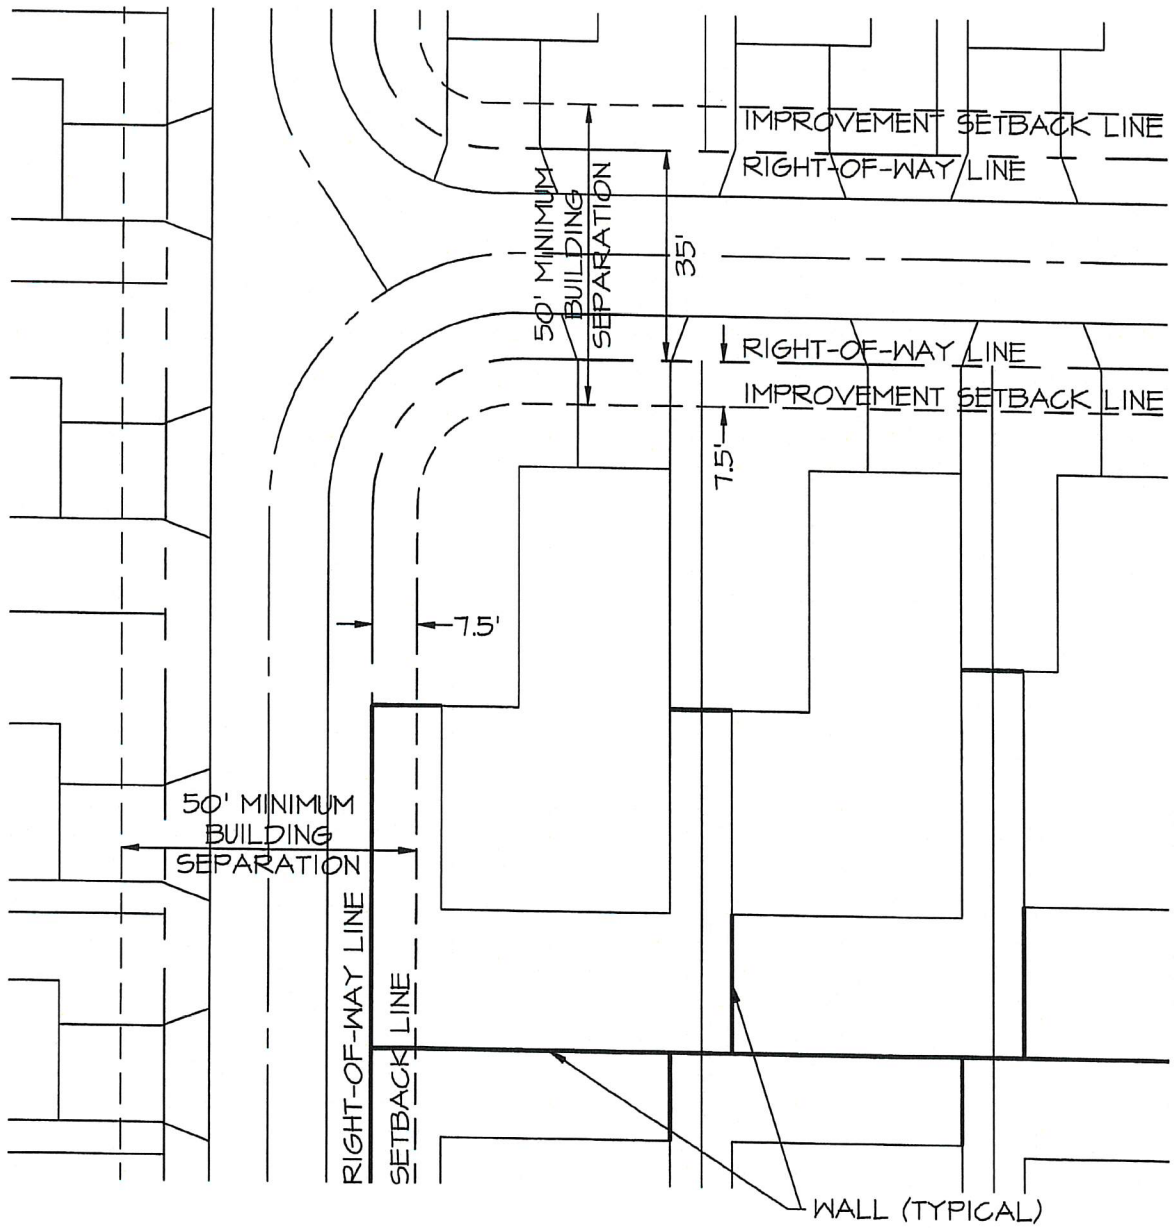 IMPROVEMENT SETBACK LINE
RIGHT-OF-WAY LINE
50' MINIMUM
BUILDING
SEPARATION
35'
RIGHT-OF-WAY LINE
IMPROVEMENT SETBACK LINE
7.5'
7.5'
50' MINIMUM
BUILDING
SEPARATION
RIGHT-OF-WAY LINE
SETBACK LINE
WALL (TYPICAL)